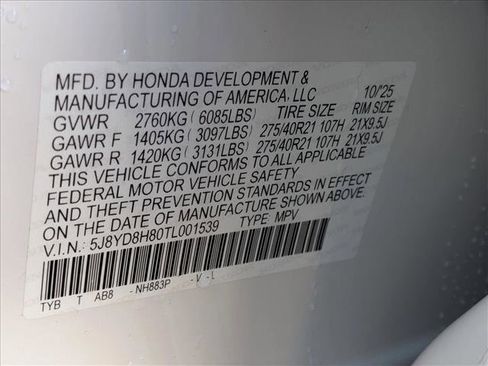 MFD. BY HONDA DEVELOPMENT &
MANUFACTURING OF AMERICA, LLC 10/25
GVWR 2760KG (6085LBS) TIRE SIZE RIM SIZE
GAWR F 1405KG (3097LBS) 275/40R21 107H 21X9.5J
GAWR R 1420KG (3131LBS) 275/40R21 107H 21X9.5J
THIS VEHICLE CONFORMS TO ALL APPLICABLE
FEDERAL MOTOR VEHICLE SAFETY
AND THEFT PREVENTION STANDARDS IN EFFECT
ON THE DATE OF MANUFACTURE SHOWN ABOVE.
V.I.N.: 5J8YD8H80TL001539 TYPE: MPV
TYB T AB8 -NH883P -V-L